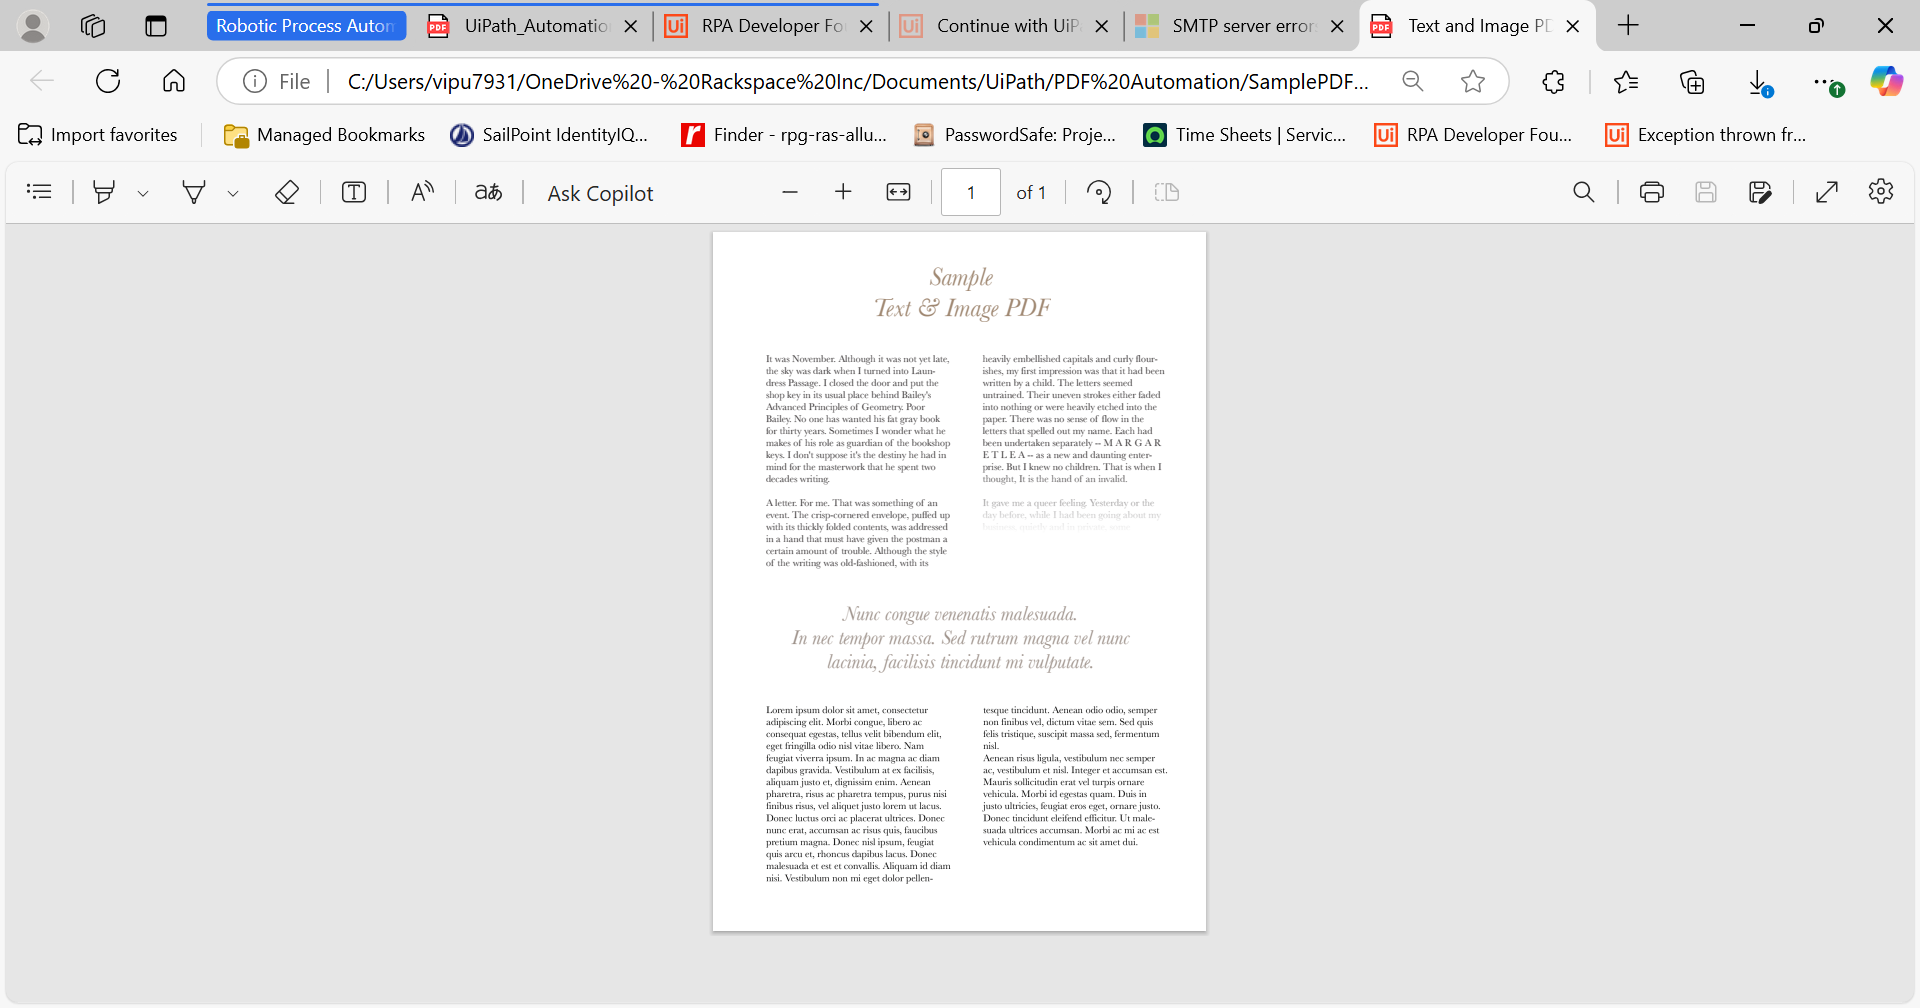 Robotic Process Autom
UiPath_Automatio
RPA Developer Fo
Continue with UiP
SMTP server error
Text and Image PD
File
C:/Users/vipu7931/OneDrive%20-%20Rackspace%20Inc/Documents/UiPath/PDF%20Automation/SamplePDF...
Import favorites
Managed Bookmarks
SailPoint IdentityIQ...
Finder - rpg-ras-allu...
PasswordSafe: Proje...
Time Sheets | Servic...
RPA Developer Fou...
Exception thrown fr...
Ask Copilot
1 of 1
Sample
Text & Image PDF
It was November. Although it was not yet late,
the sky was dark when I turned into Laun-
dress Passage. I closed the door and put the
shop key in its usual place behind Bailey's
Advanced Principles of Geometry. Poor
Bailey. No one has wanted his fat gray book
for thirty years. Sometimes I wonder what he
makes of his role as guardian of the bookshop
keys. I don't suppose it's the destiny he had in
mind for the masterwork that he spent two
decades writing.
A letter. For me. That was something of an
event. The crisp-cornered envelope, puffed up
with its thickly folded contents, was addressed
in a hand that must have given the postman a
certain amount of trouble. Although the style
of the writing was old-fashioned, with its
heavily embellished capitals and curly flour-
ishes, my first impression was that it had been
written by a child. The letters seemed
untrained. Their uneven strokes either faded
into nothing or were heavily etched into the
paper. There was no sense of flow in the
letters that spelled out my name. Each had
been undertaken separately -- M A R G A R
E T L E A -- as a new and daunting enter-
prise. But I knew no children. That is when I
thought, It is the hand of an invalid.
It gave me a queer feeling. Yesterday or the
day before, while I had been going about my
business, quietly and in private, some
Nunc congue venenatis malesuada.
In nec tempor massa. Sed rutrum magna vel nunc
lacinia, facilisis tincidunt mi vulputate.
Lorem ipsum dolor sit amet, consectetur
adipiscing elit. Morbi congue, libero ac
consequat egestas, tellus velit bibendum elit,
eget fringilla odio nisl vitae libero. Nam
feugiat viverra ipsum. In ac magna ac diam
dapibus gravida. Vestibulum at ex facilisis,
aliquam justo et, dignissim enim. Aenean
pharetra, risus ac pharetra tempus, purus nisi
finibus risus, vel aliquet justo lorem ut lacus.
Donec luctus orci ac placerat ultrices. Donec
nunc erat, accumsan ac risus quis, faucibus
pretium magna. Donec nisl ipsum, feugiat
quis arcu et, rhoncus dapibus lacus. Donec
malesuada et est et convallis. Aliquam id diam
nisi. Vestibulum non mi eget dolor pellen-
tesque tincidunt. Aenean odio odio, semper
non finibus vel, dictum vitae sem. Sed quis
felis tristique, suscipit massa sed, fermentum
nisl.
Aenean risus ligula, vestibulum nec semper
ac, vestibulum et nisl. Integer et accumsan est.
Mauris sollicitudin erat vel turpis ornare
vehicula. Morbi id egestas quam. Duis in
justo ultricies, feugiat eros eget, ornare justo.
Donec tincidunt eleifend efficitur. Ut male-
suada ultrices accumsan. Morbi ac mi ac est
vehicula condimentum ac sit amet dui.